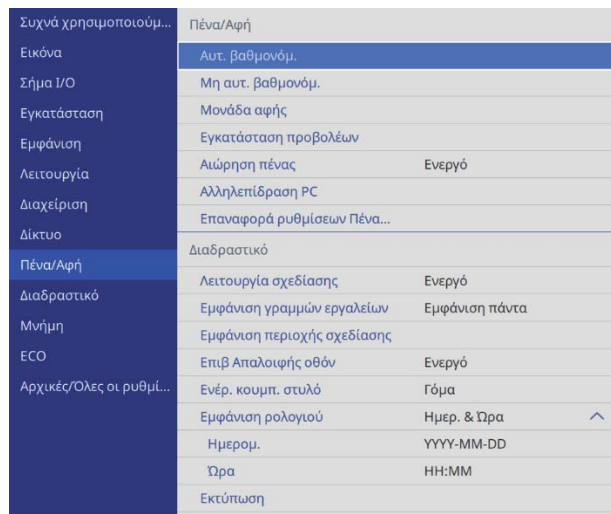 Συχνά χρησιμοποιούμ...
Εικόνα
Σήμα I/O
Εγκατάσταση
Εμφάνιση
Λειτουργία
Διαχείριση
Δίκτυο
Πένα/Αφή
Διαδραστικό
Μνήμη
ECO
Αρχικές/Όλες οι ρυθμί...
Πένα/Αφή
Αυτ. βαθμονόμ.
Μη αυτ. βαθμονόμ.
Μονάδα αφής
Εγκατάσταση προβολέων
Αιώρηση πένας Ενεργό
Αλληλεπίδραση PC
Επαναφορά ρυθμίσεων Πένα...
Διαδραστικό
Λειτουργία σχεδίασης Ενεργό
Εμφάνιση γραμμών εργαλείων Εμφάνιση πάντα
Εμφάνιση περιοχής σχεδίασης
Επιβ Απαλοιφής οθόν Ενεργό
Ενέρ. κουμπ. στυλό Γόμα
Εμφάνιση ρολογιού Ημερ. & Ώρα
Ημερομ. YYYY-MM-DD
Ώρα HH:MM
Εκτύπωση